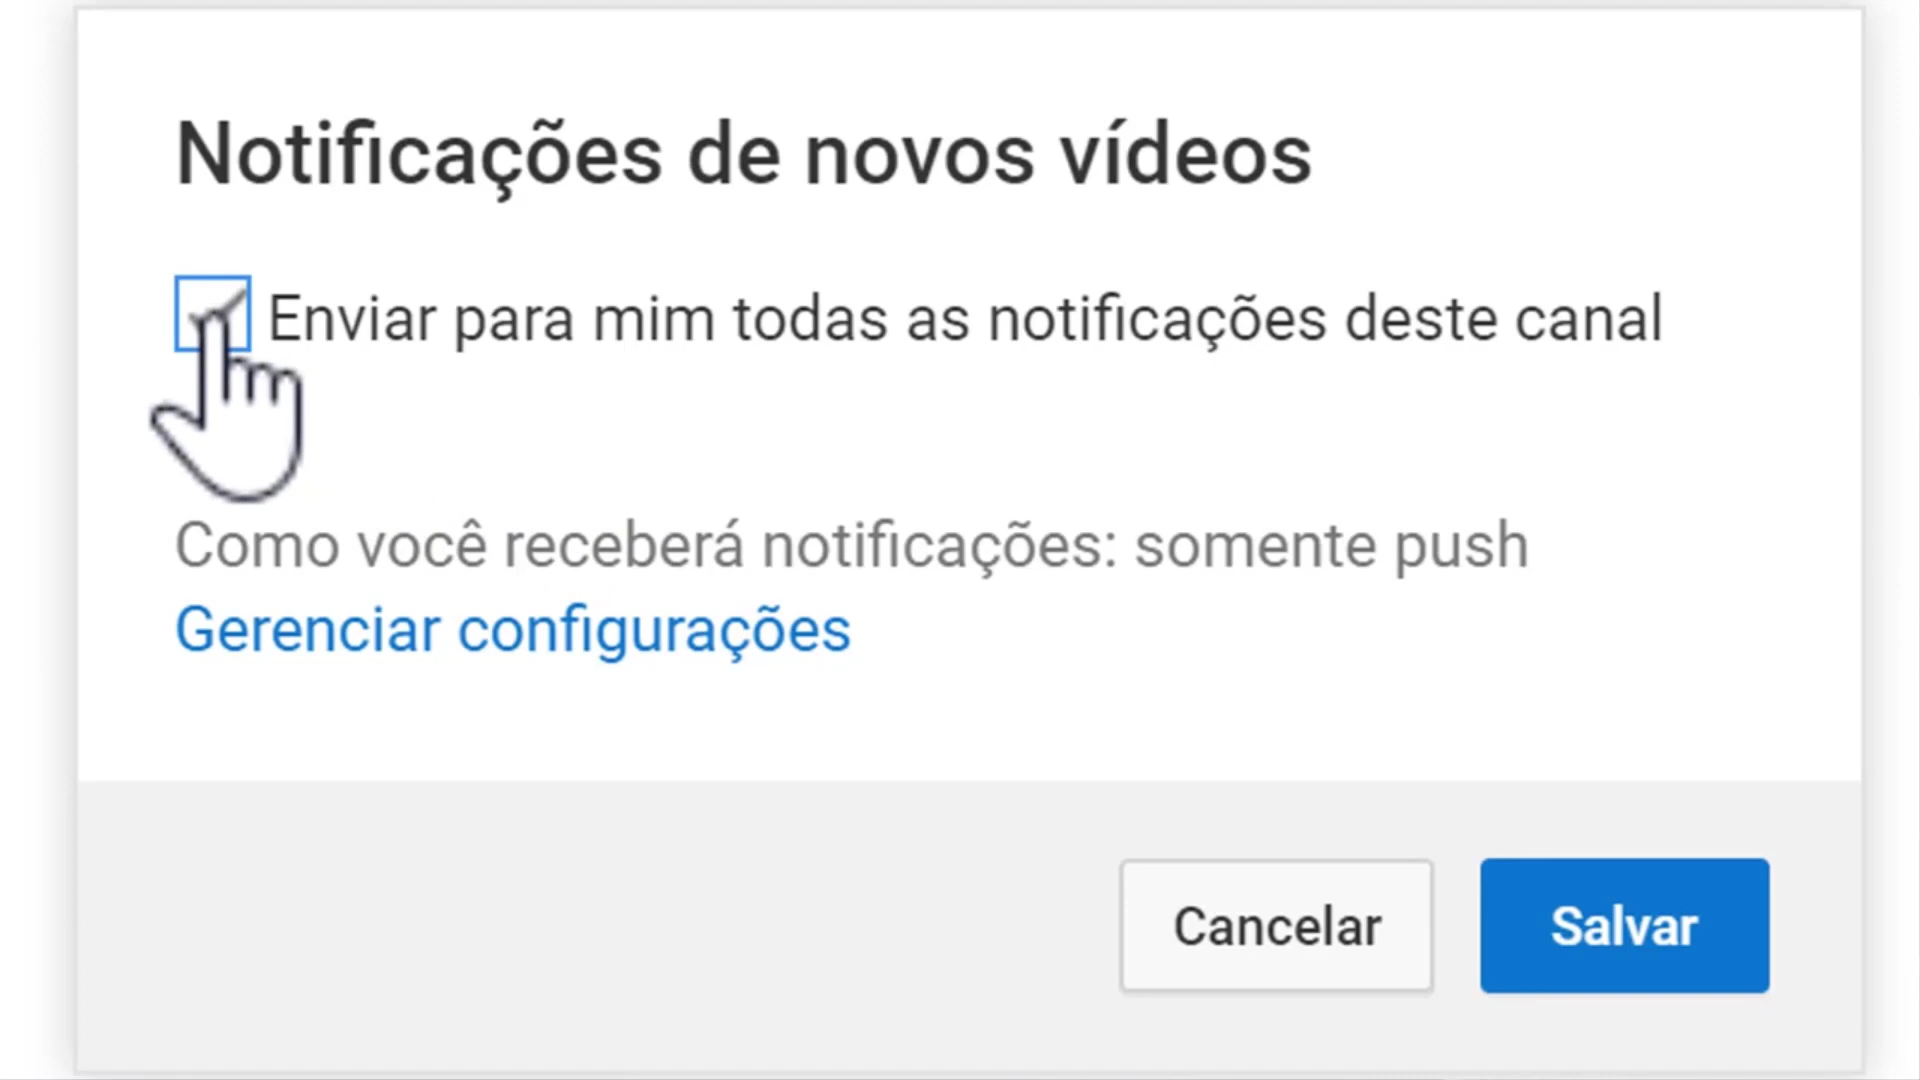 Notificações de novos vídeos
Enviar para mim todas as notificações deste canal
Como você receberá notificações: somente push
Gerenciar configurações
Cancelar
Salvar